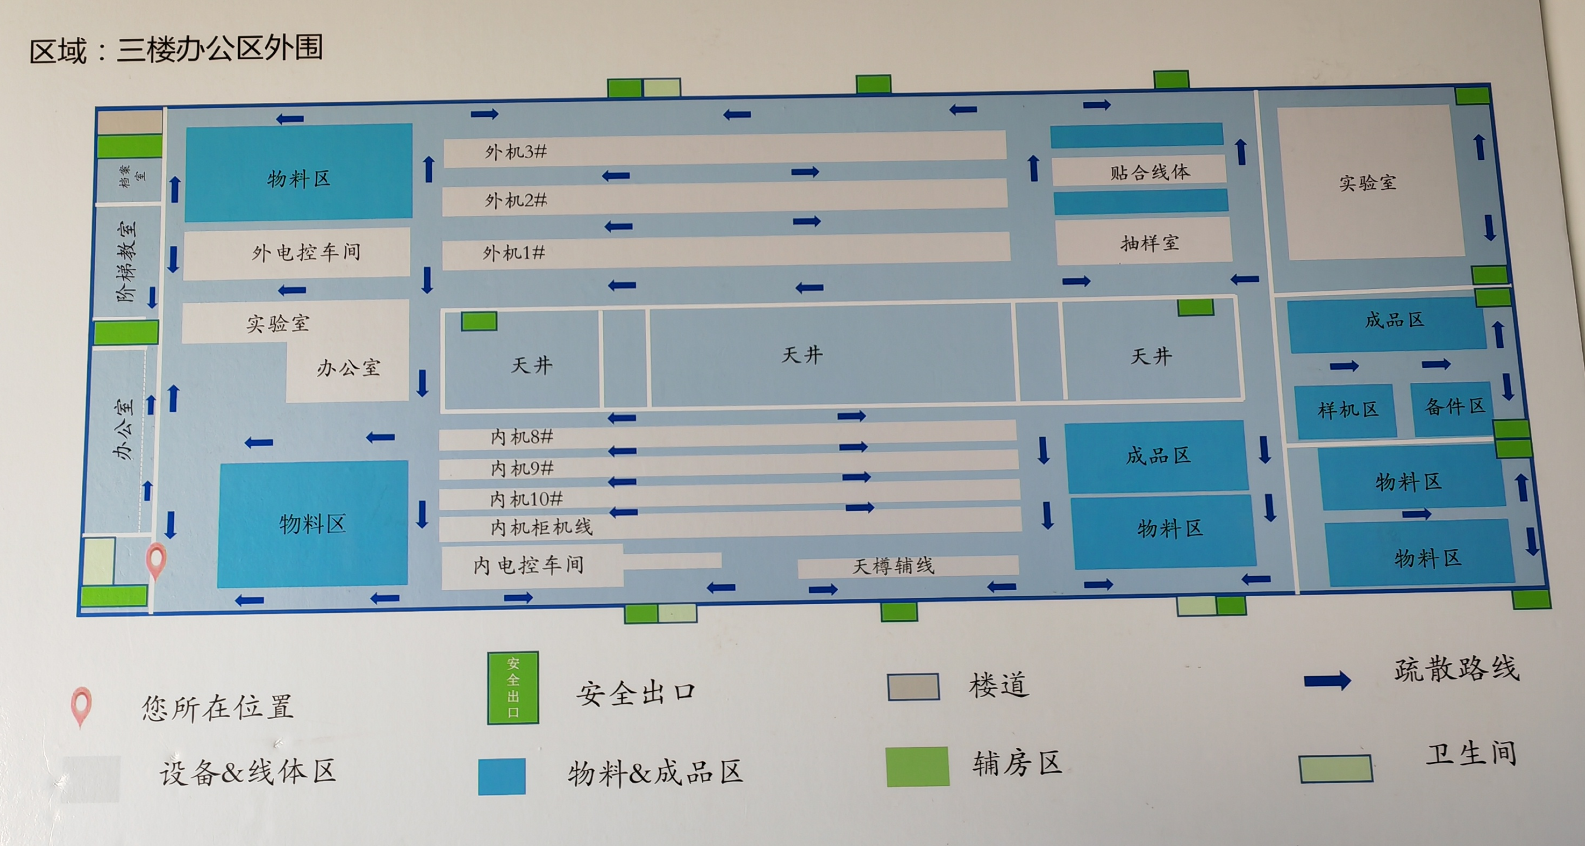 区域：三楼办公区外围
档案室
物料区
外机3#
贴合线体
实验室
外机2#
阶梯教室
外电控车间
外机1#
抽样室
实验室
办公室
天井
天井
天井
成品区
样机区
备件区
办公室
内机8#
内机9#
内机10#
内机柜机线
成品区
物料区
物料区
物料区
内电控车间
天樽辅线
物料区
您所在位置
安全出口
安全出口
楼道
疏散路线
设备&线体区
物料&成品区
辅房区
卫生间